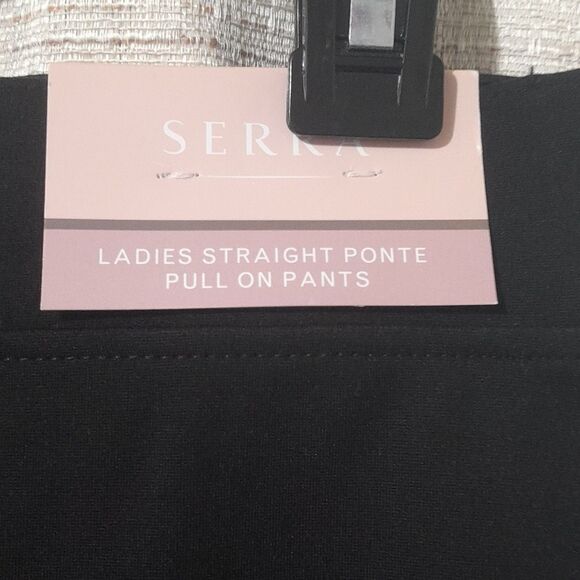 SERRA
LADIES STRAIGHT PONTE
PULL ON PANTS